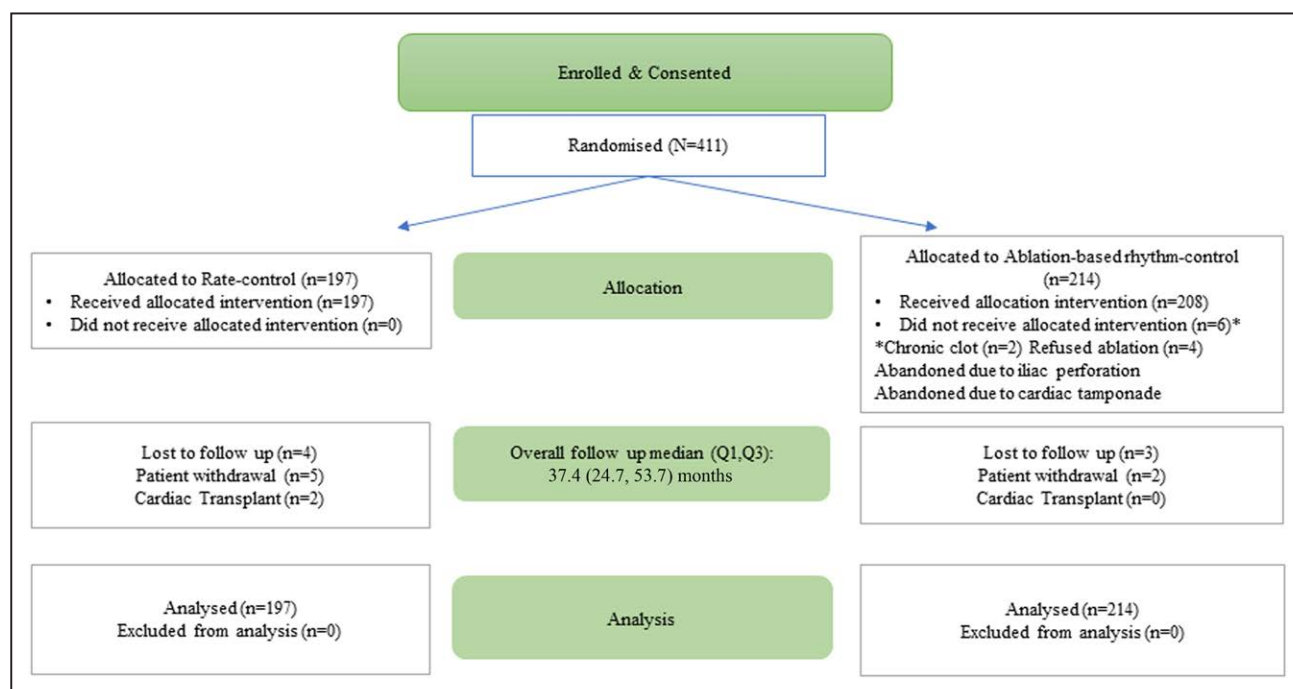 Enrolled & Consented
Randomised (N=411)
Allocated to Rate-control (n=197)
• Received allocated intervention (n=197)
• Did not receive allocated intervention (n=0)
Allocation
Allocated to Ablation-based rhythm-control
(n=214)
• Received allocation intervention (n=208)
• Did not receive allocated intervention (n=6)*
*Chronic clot (n=2) Refused ablation (n=4)
Abandoned due to iliac perforation
Abandoned due to cardiac tamponade
Lost to follow up (n=4)
Patient withdrawal (n=5)
Cardiac Transplant (n=2)
Overall follow up median (Q1,Q3):
37.4 (24.7, 53.7) months
Lost to follow up (n=3)
Patient withdrawal (n=2)
Cardiac Transplant (n=0)
Analysed (n=197)
Excluded from analysis (n=0)
Analysis
Analysed (n=214)
Excluded from analysis (n=0)